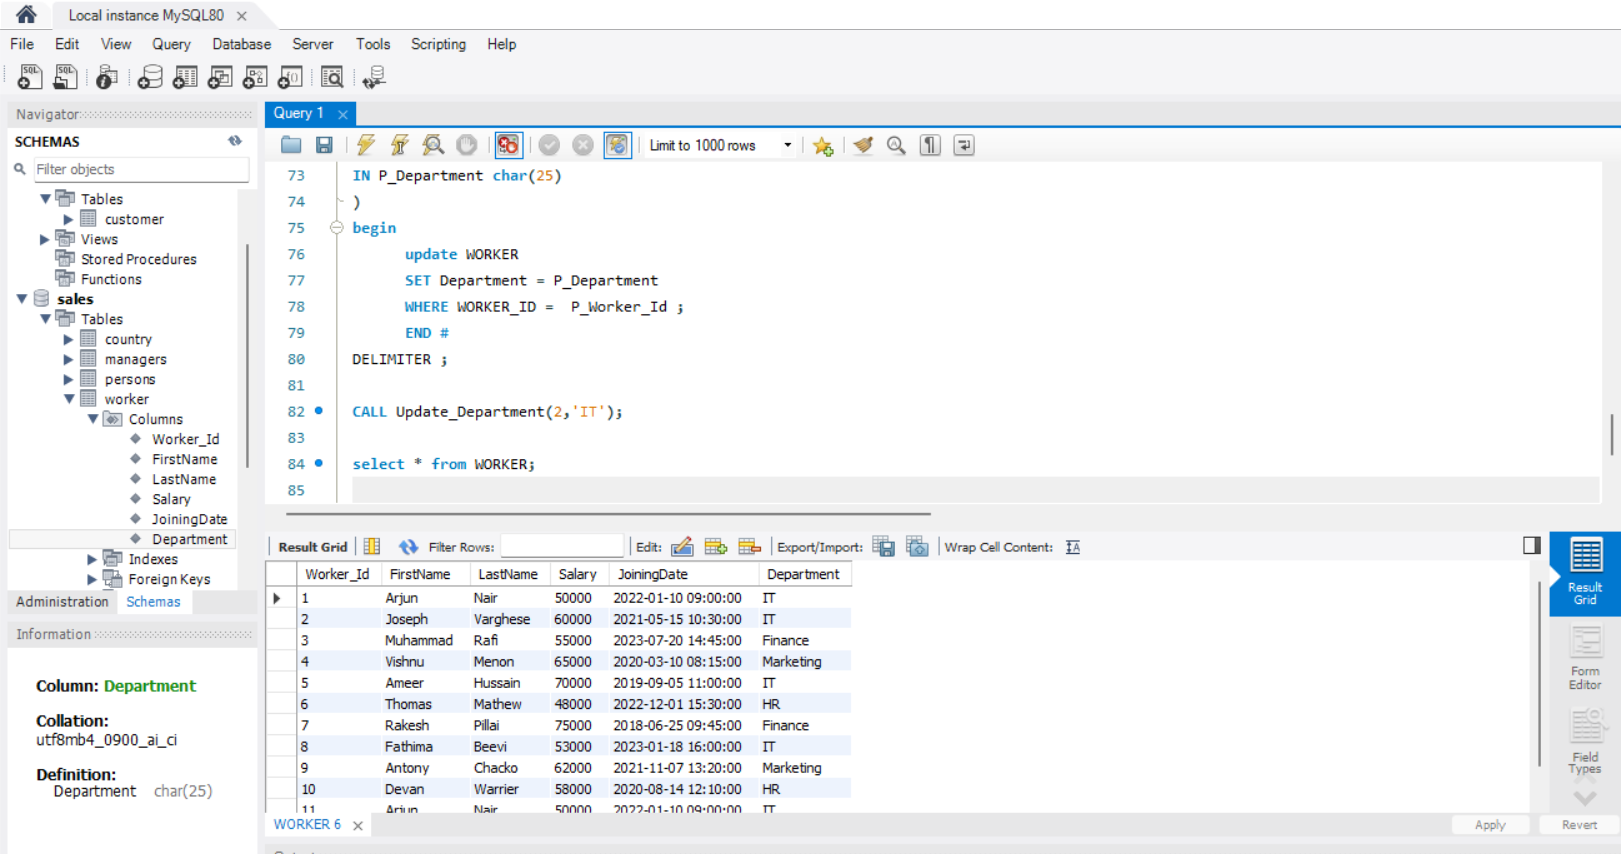 Local instance MySQL80
File Edit View Query Database Server Tools Scripting Help
Navigator
SCHEMAS
Filter objects
Tables
customer
Views
Stored Procedures
Functions
sales
Tables
country
managers
persons
worker
Columns
Worker_Id
FirstName
LastName
Salary
JoiningDate
Department
Indexes
Foreign Keys
Administration Schemas
Information
Column: Department
Collation:
utf8mb4_0900_ai_ci
Definition:
Department char(25)
Query 1
Limit to 1000 rows
73 IN P_Department char(25)
74 )
75 begin
76 update WORKER
77 SET Department = P_Department
78 WHERE WORKER_ID = P_Worker_Id ;
79 END #
80 DELIMITER ;
81
82 CALL Update_Department(2,'IT');
83
84 select * from WORKER;
85
Result Grid Filter Rows: Edit: Export/Import: Wrap Cell Content:
Worker_Id FirstName LastName Salary JoiningDate Department
1 Arjun Nair 50000 2022-01-10 09:00:00 IT
2 Joseph Varghese 60000 2021-05-15 10:30:00 IT
3 Muhammad Rafi 55000 2023-07-20 14:45:00 Finance
4 Vishnu Menon 65000 2020-03-10 08:15:00 Marketing
5 Ameer Hussain 70000 2019-09-05 11:00:00 IT
6 Thomas Mathew 48000 2022-12-01 15:30:00 HR
7 Rakesh Pillai 75000 2018-06-25 09:45:00 Finance
8 Fathima Beevi 53000 2023-01-18 16:00:00 IT
9 Antony Chacko 62000 2021-11-07 13:20:00 Marketing
10 Devan Warrier 58000 2020-08-14 12:10:00 HR
11 Arjun Nair 50000 2022-01-10 09:00:00 IT
Result
Grid
Form
Editor
Field
Types
WORKER 6
Apply Revert